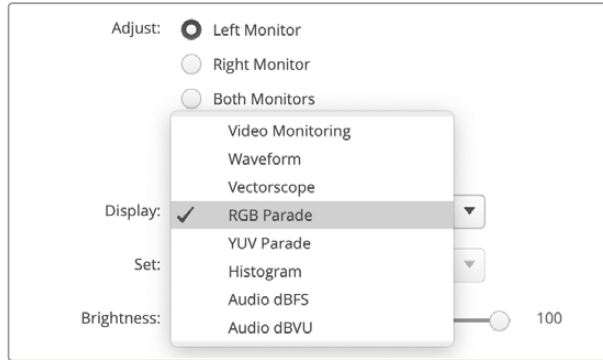 Adjust: Left Monitor
Right Monitor
Both Monitors
Video Monitoring
Waveform
Vectorscope
Display: ✓ RGB Parade
YUV Parade
Set:
Histogram
Audio dBFS
Brightness: 100
Audio dBVU